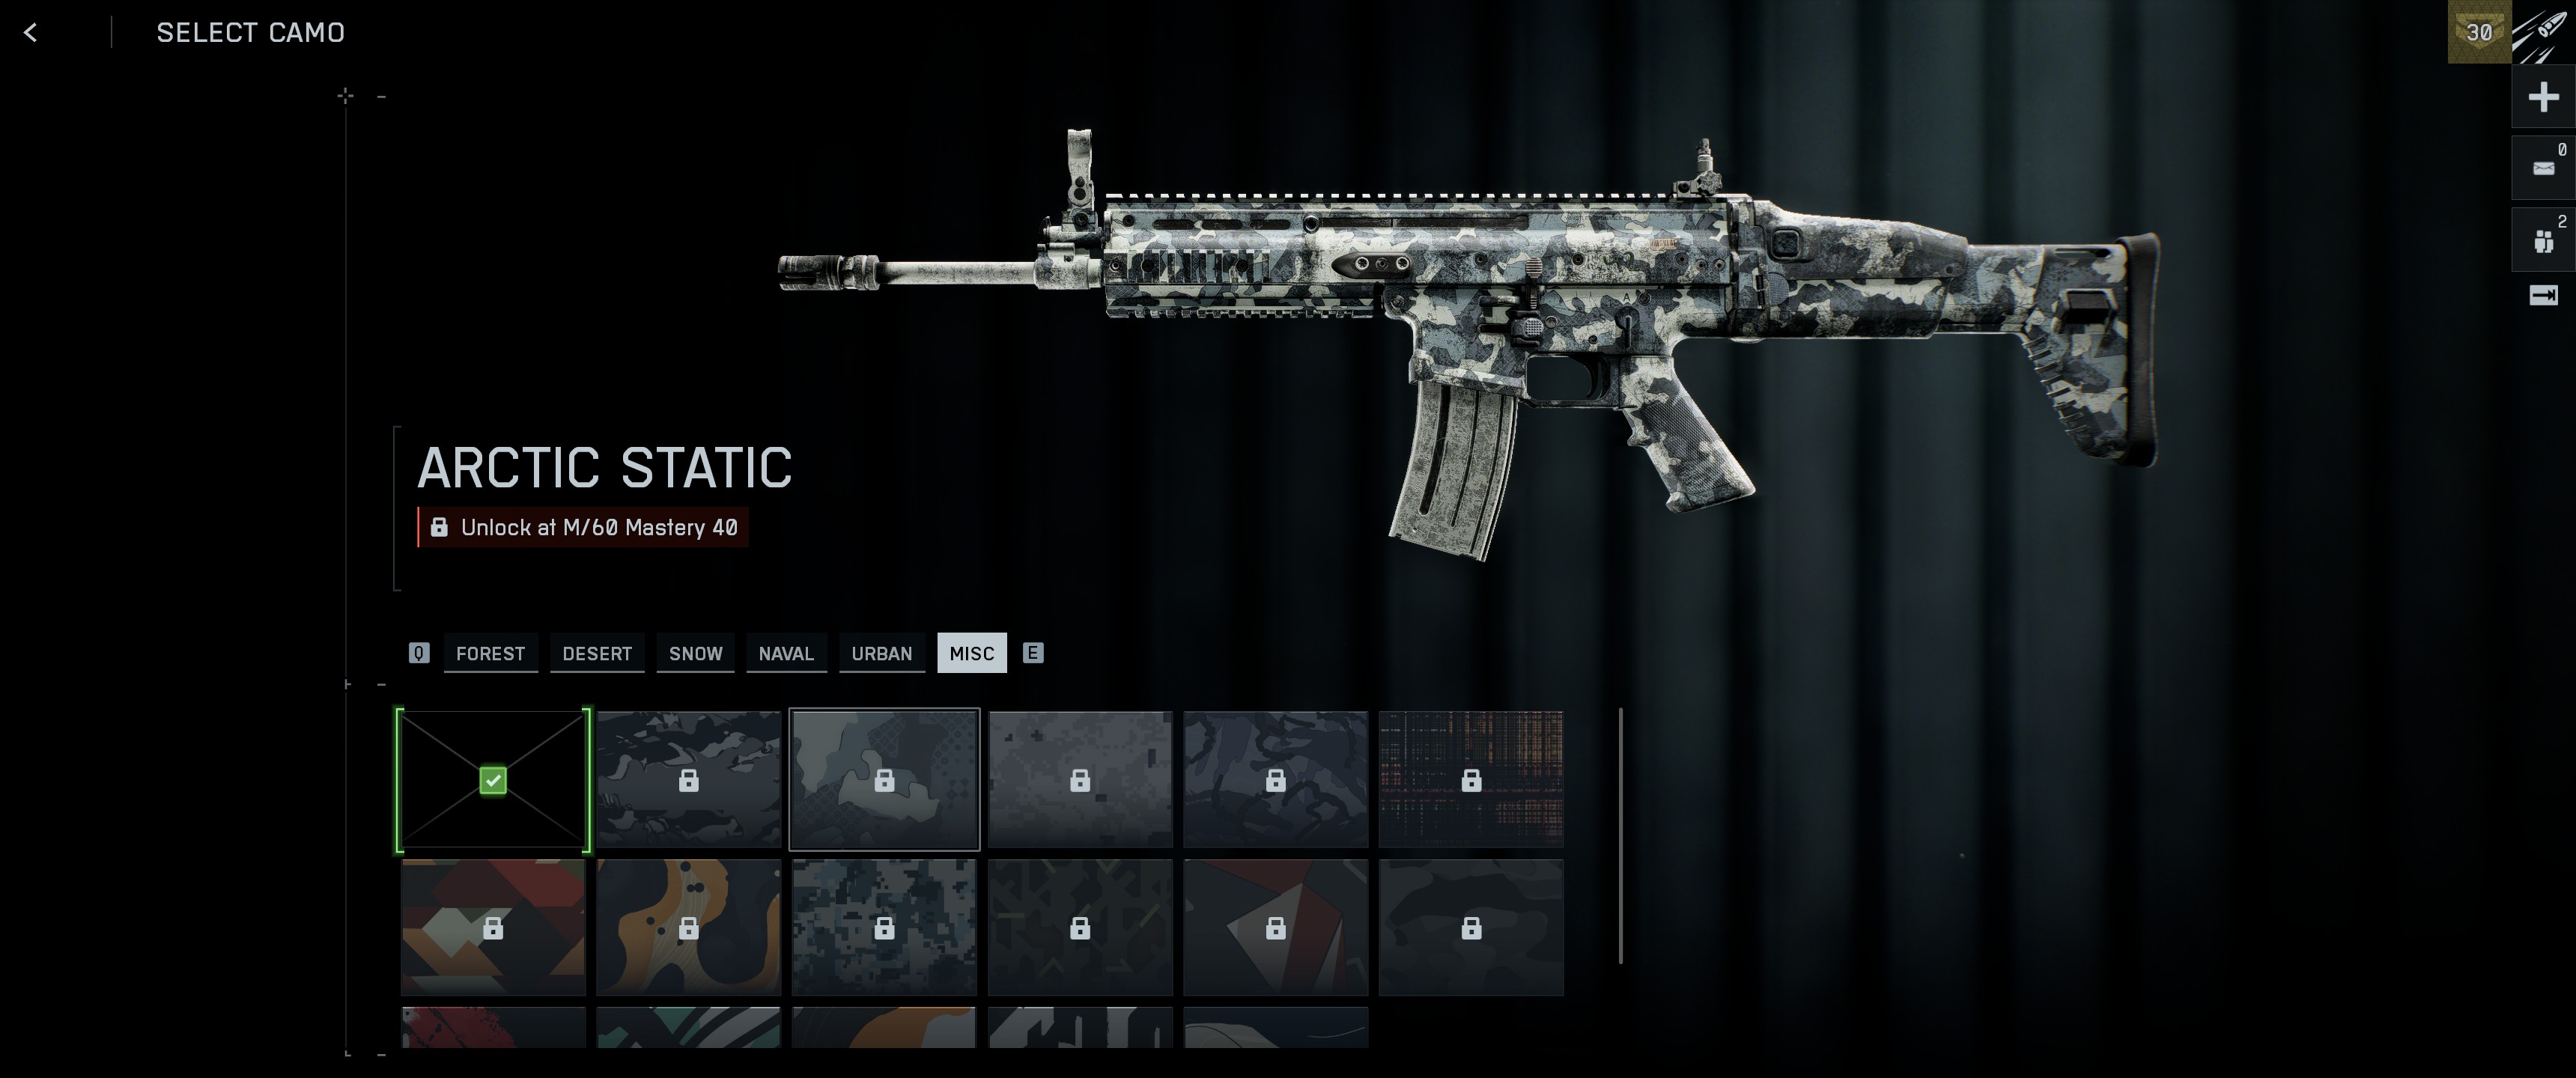 SELECT CAMO
30
0
2
ARCTIC STATIC
Unlock at M/60 Mastery 40
Q FOREST DESERT SNOW NAVAL URBAN MISC E